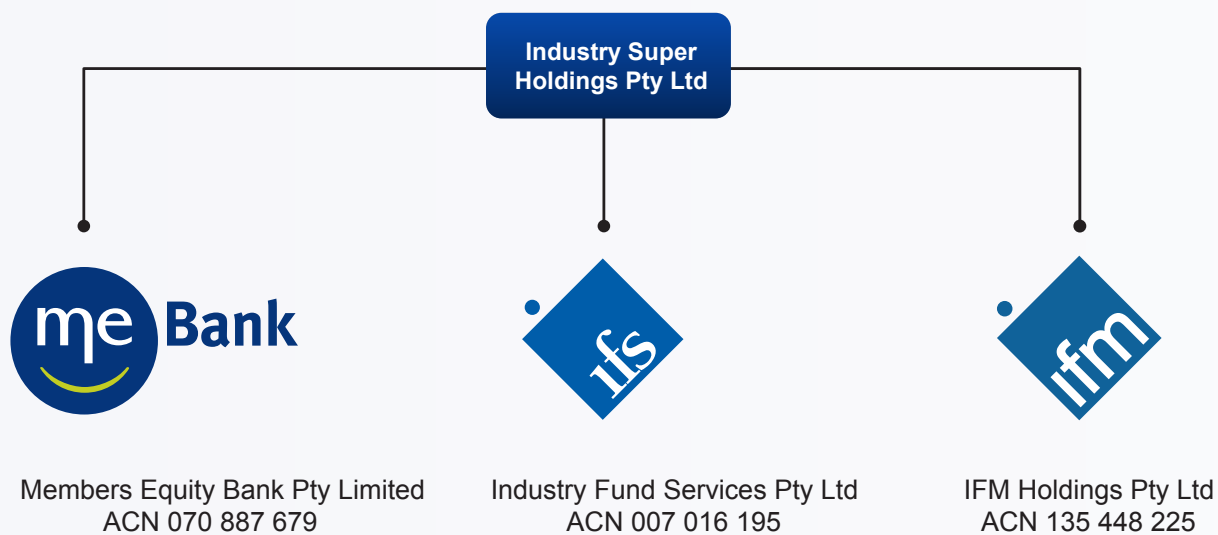 Industry Super
Holdings Pty Ltd
me Bank
ifs
ifm
Members Equity Bank Pty Limited
ACN 070 887 679
Industry Fund Services Pty Ltd
ACN 007 016 195
IFM Holdings Pty Ltd
ACN 135 448 225